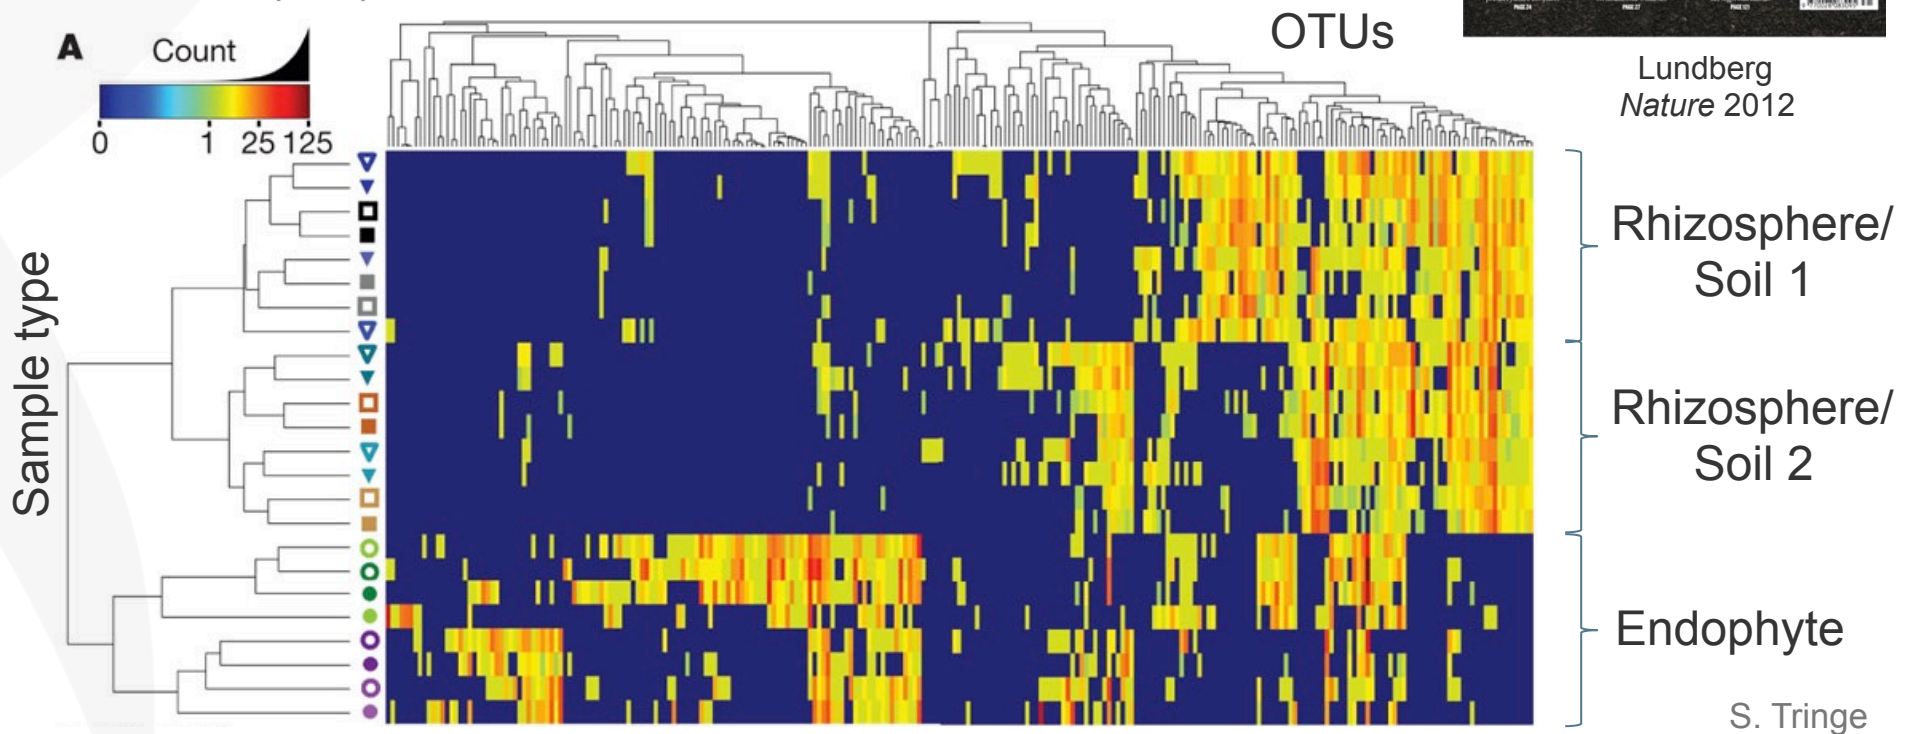 OTUs
Lundberg
Nature 2012
A
Count
0 1 25 125
Sample type
Rhizosphere/
Soil 1
Rhizosphere/
Soil 2
Endophyte
S. Tringe